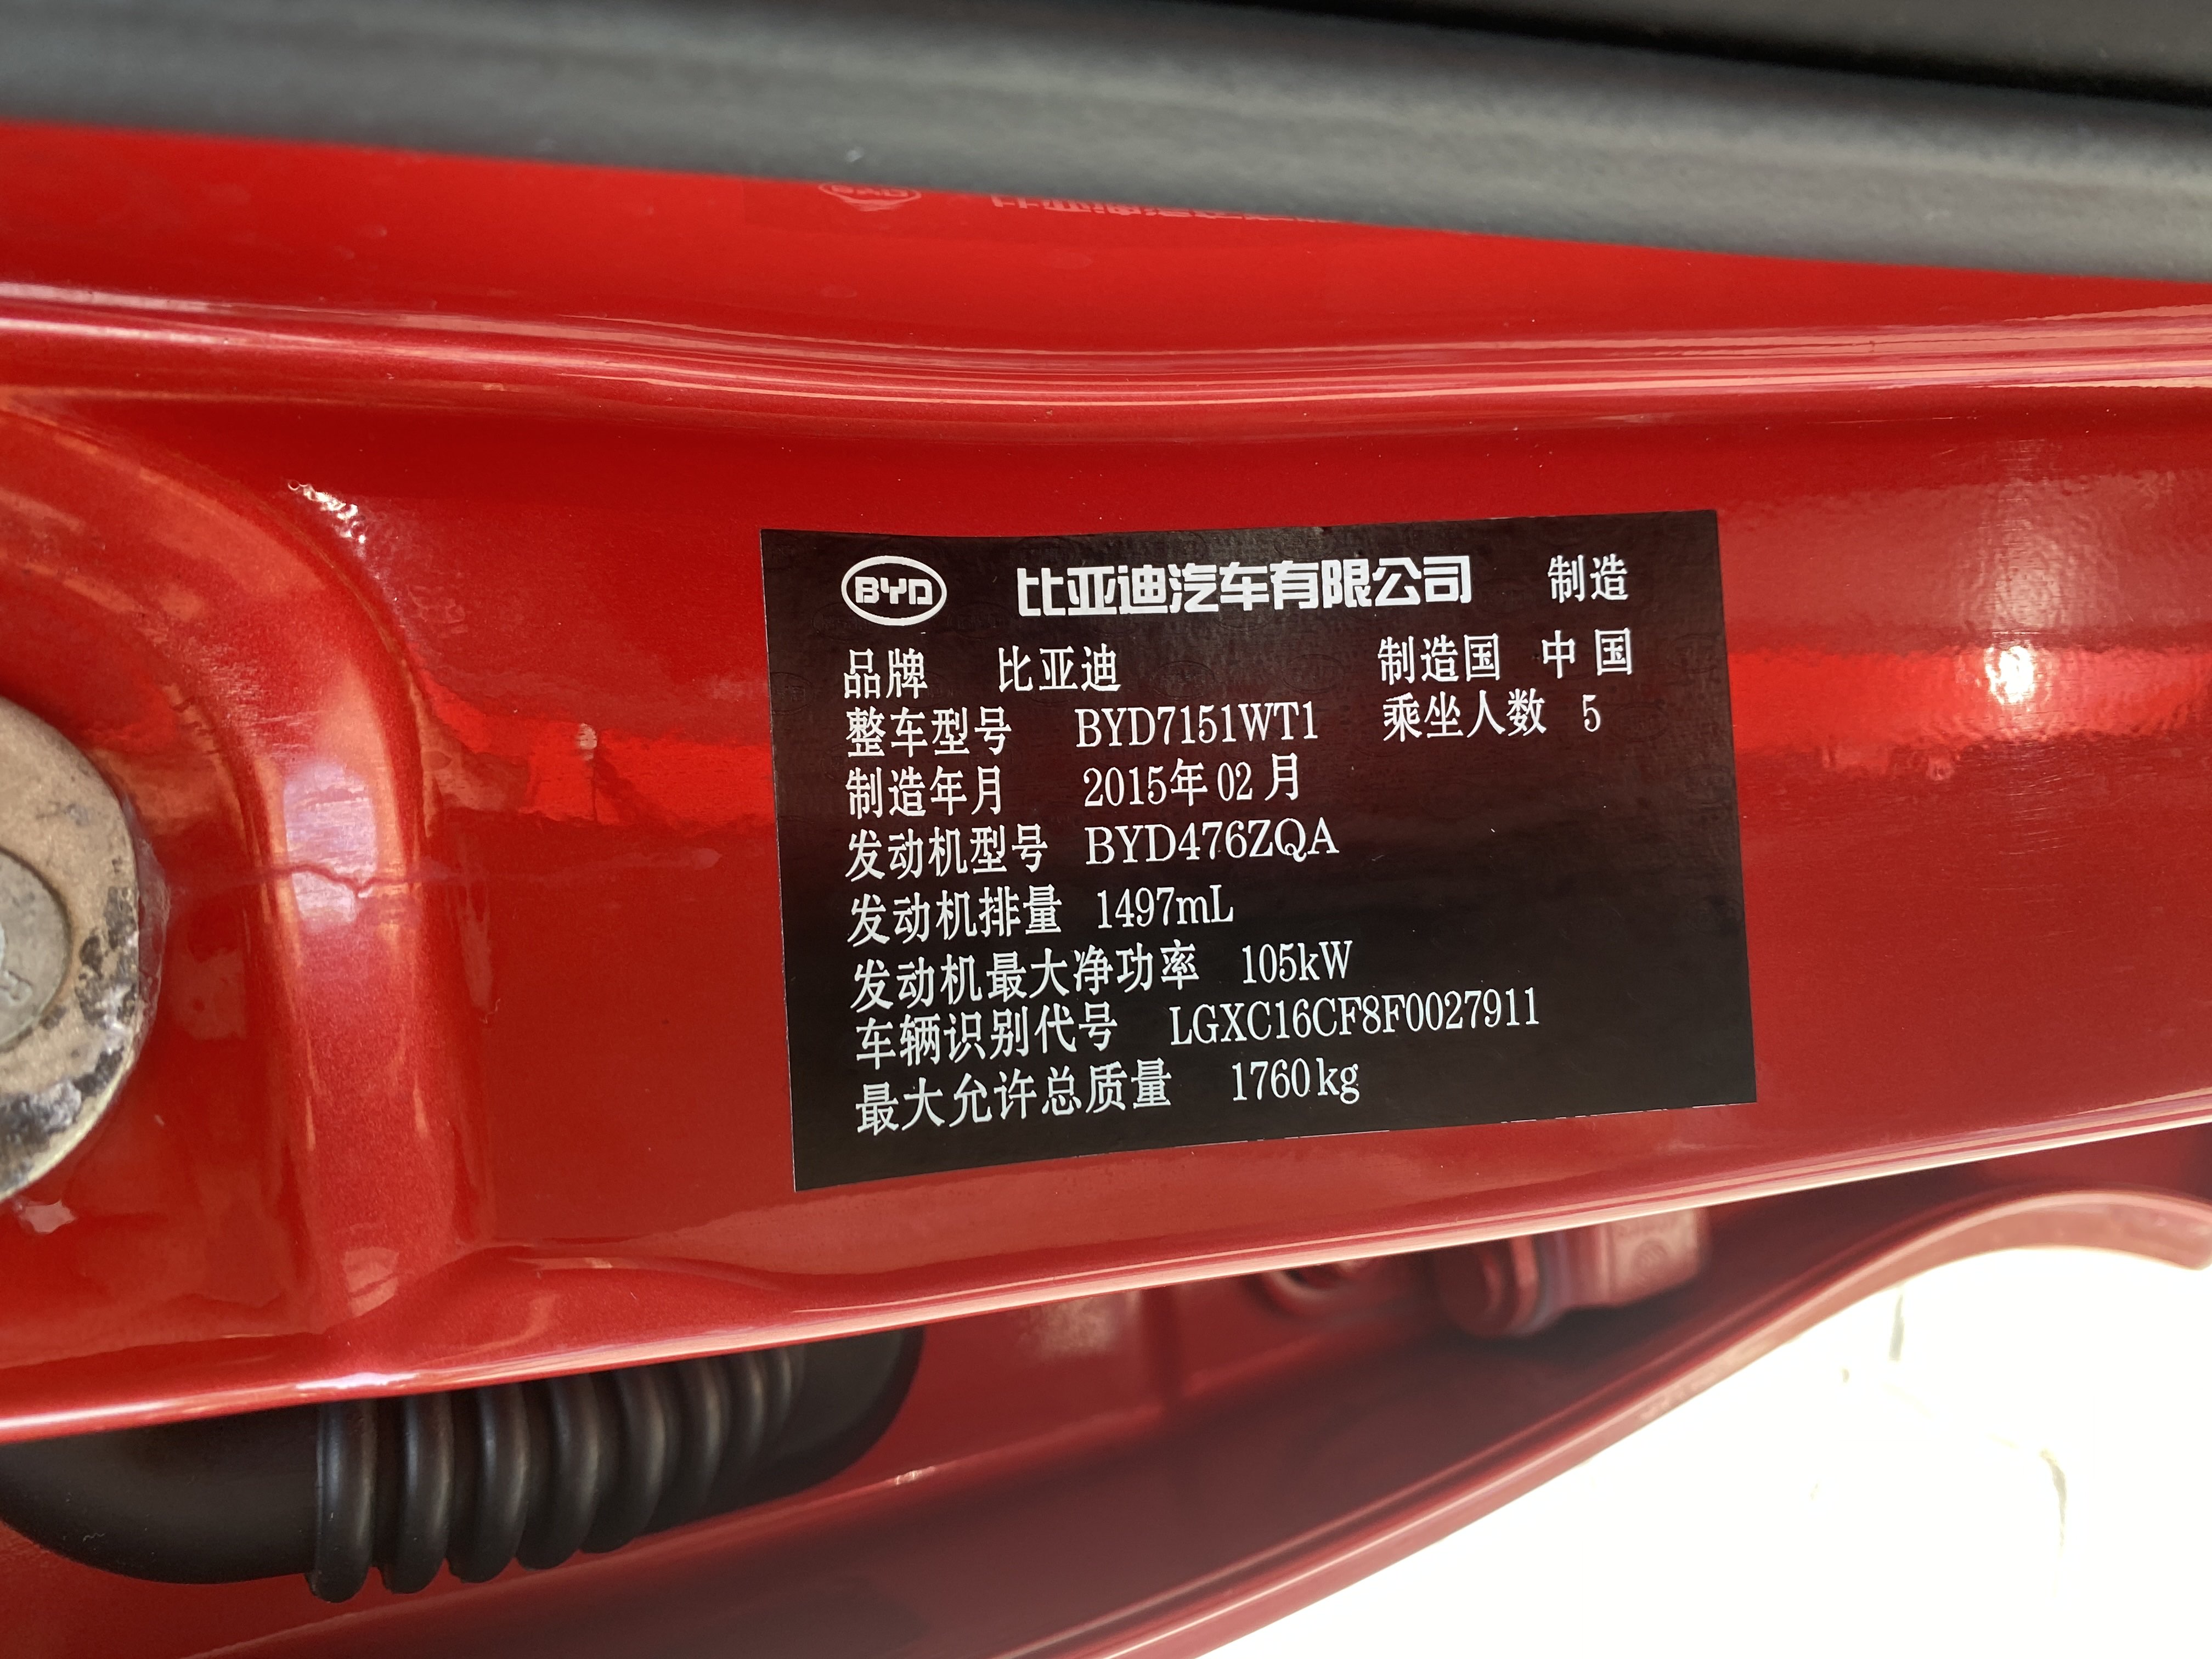 BYD 比亚迪汽车有限公司 制造
品牌 比亚迪 制造国 中国
整车型号 BYD7151WT1 乘坐人数 5
制造年月 2015年02月
发动机型号 BYD476ZQA
发动机排量 1497mL
发动机最大净功率 105kW
车辆识别代号 LGXC16CF8F0027911
最大允许总质量 1760kg